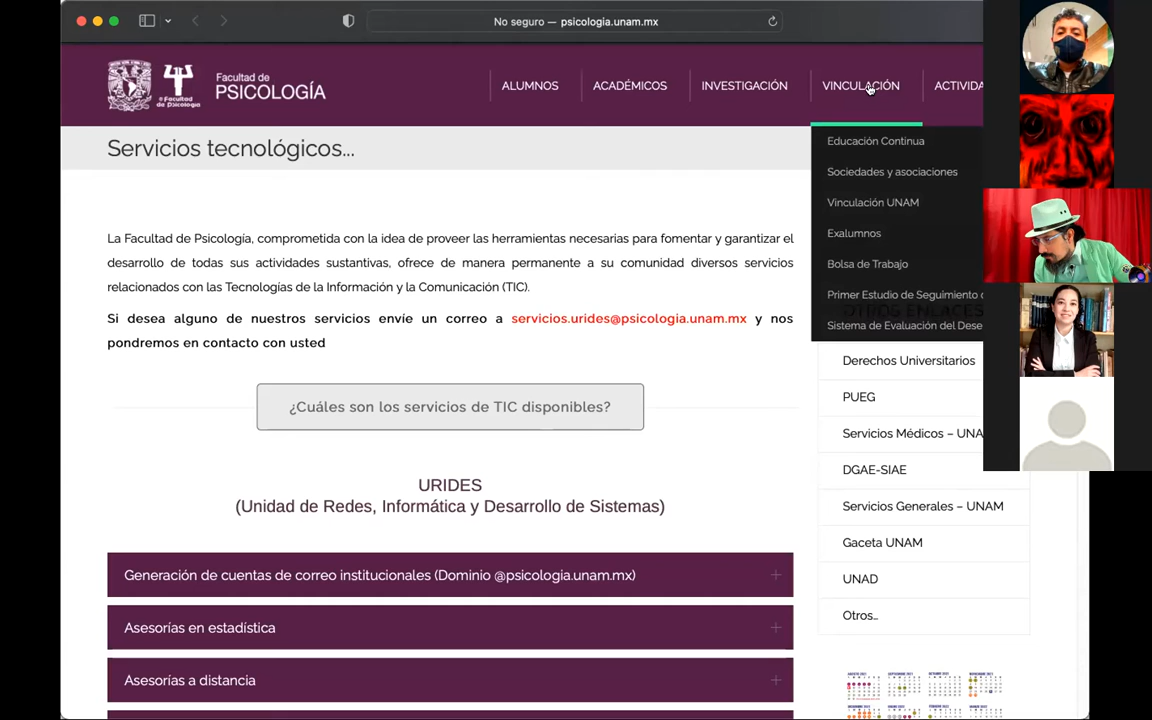 No seguro — psicologia.unam.mx
Facultad de
PSICOLOGÍA
Facultad
de Psicología
ALUMNOS
ACADÉMICOS
INVESTIGACIÓN
VINCULACIÓN
ACTIVIDA
Servicios tecnológicos...
Educación Continua
Sociedades y asociaciones
Vinculación UNAM
Exalumnos
Bolsa de Trabajo
Primer Estudio de Seguimiento
Sistema de Evaluación del Dese
La Facultad de Psicología, comprometida con la idea de proveer las herramientas necesarias para fomentar y garantizar el
desarrollo de todas sus actividades sustantivas, ofrece de manera permanente a su comunidad diversos servicios
relacionados con las Tecnologías de la Información y la Comunicación (TIC).
Si desea alguno de nuestros servicios envíe un correo a servicios.urides@psicologia.unam.mx y nos
pondremos en contacto con usted
¿Cuáles son los servicios de TIC disponibles?
URIDES
(Unidad de Redes, Informática y Desarrollo de Sistemas)
Generación de cuentas de correo institucionales (Dominio @psicologia.unam.mx)
Asesorías en estadística
Asesorías a distancia
OTROS ENLACES
Derechos Universitarios
PUEG
Servicios Médicos – UNA
DGAE-SIAE
Servicios Generales – UNAM
Gaceta UNAM
UNAD
Otros...